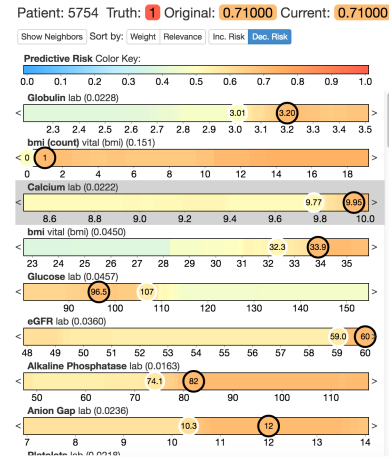 Patient: 5754 Truth: 1 Original: 0.71000 Current: 0.71000
Show Neighbors Sort by: Weight Relevance Inc. Risk Dec. Risk
Predictive Risk Color Key:
0.0 0.1 0.2 0.3 0.4 0.5 0.6 0.7 0.8 0.9 1.0
Globulin lab (0.0228)
< 3.01 3.20 >
2.3 2.4 2.5 2.6 2.7 2.8 2.9 3.0 3.1 3.2 3.3 3.4 3.5
bmi (count) vital (bmi) (0.151)
< 0 1 >
0 2 4 6 8 10 12 14 16 18
Calcium lab (0.0222)
< 9.77 9.95 >
8.6 8.8 9.0 9.2 9.4 9.6 9.8 10.0
bmi vital (bmi) (0.0450)
< 32.3 33.9 >
23 24 25 26 27 28 29 30 31 32 33 34 35
Glucose lab (0.0457)
< 96.5 107 >
90 100 110 120 130 140 150
eGFR lab (0.0360)
< 59.0 60 >
48 49 50 51 52 53 54 55 56 57 58 59 60
Alkaline Phosphatase lab (0.0163)
< 74.1 82 >
50 60 70 80 90 100 110
Anion Gap lab (0.0236)
< 10.3 12 >
7 8 9 10 11 12 13 14
Platelets lab (0.0218)